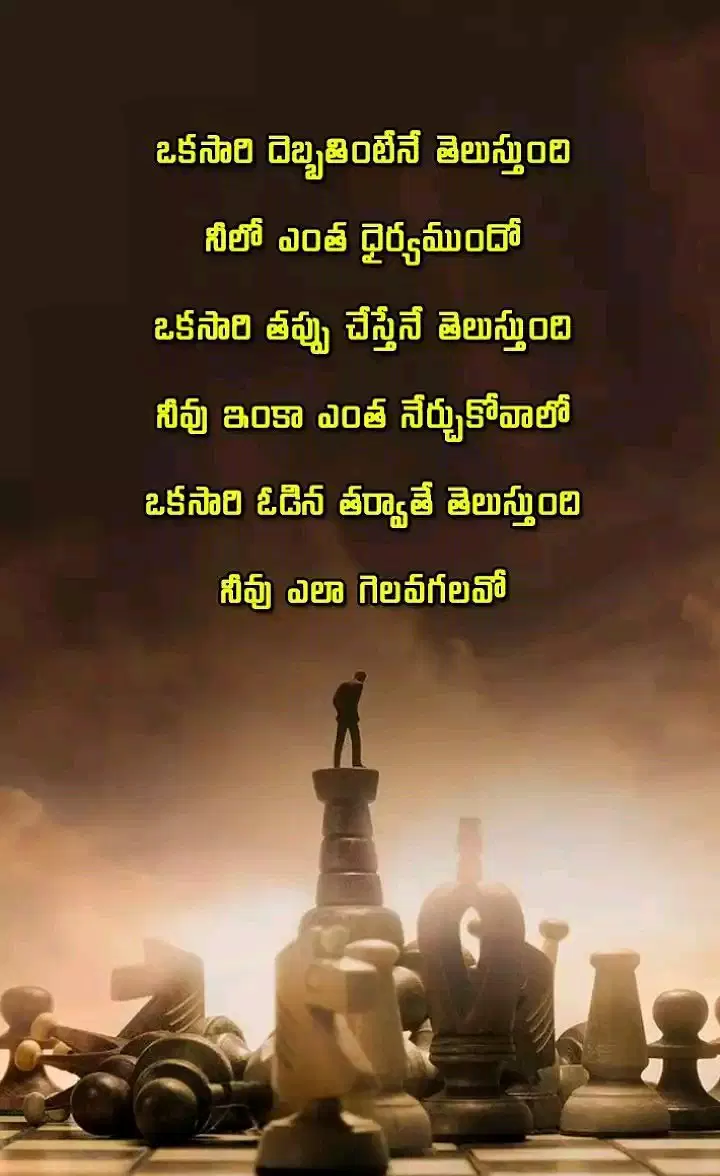 ఒకసారి దెబ్బతింటేనే తెలుస్తుంది
నీలో ఎంత ధైర్యముందో
ఒకసారి తప్పు చేస్తేనే తెలుస్తుంది
నీవు ఇంకా ఎంత నేర్చుకోవాలో
ఒకసారి ఓడిన తర్వాతే తెలుస్తుంది
నీవు ఎలా గెలవగలవో